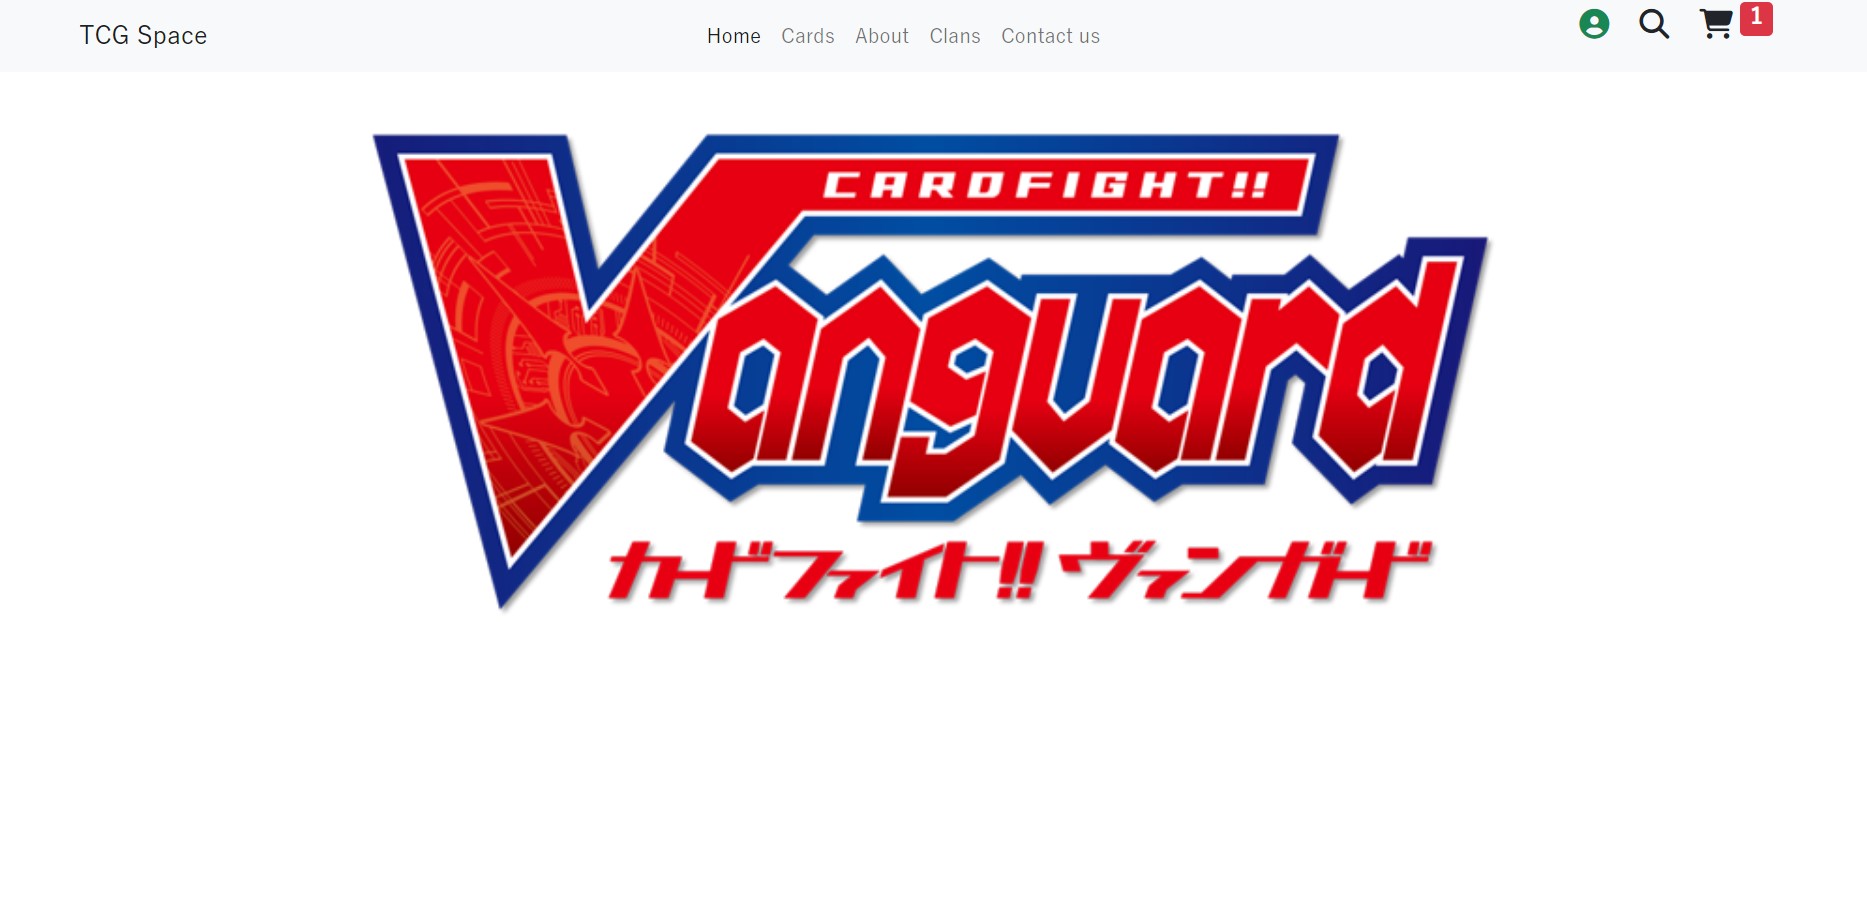 TCG Space
Home Cards About Clans Contact us
1
CARDFIGHT!!
Vanguard
カードファイト!! ヴァンガード